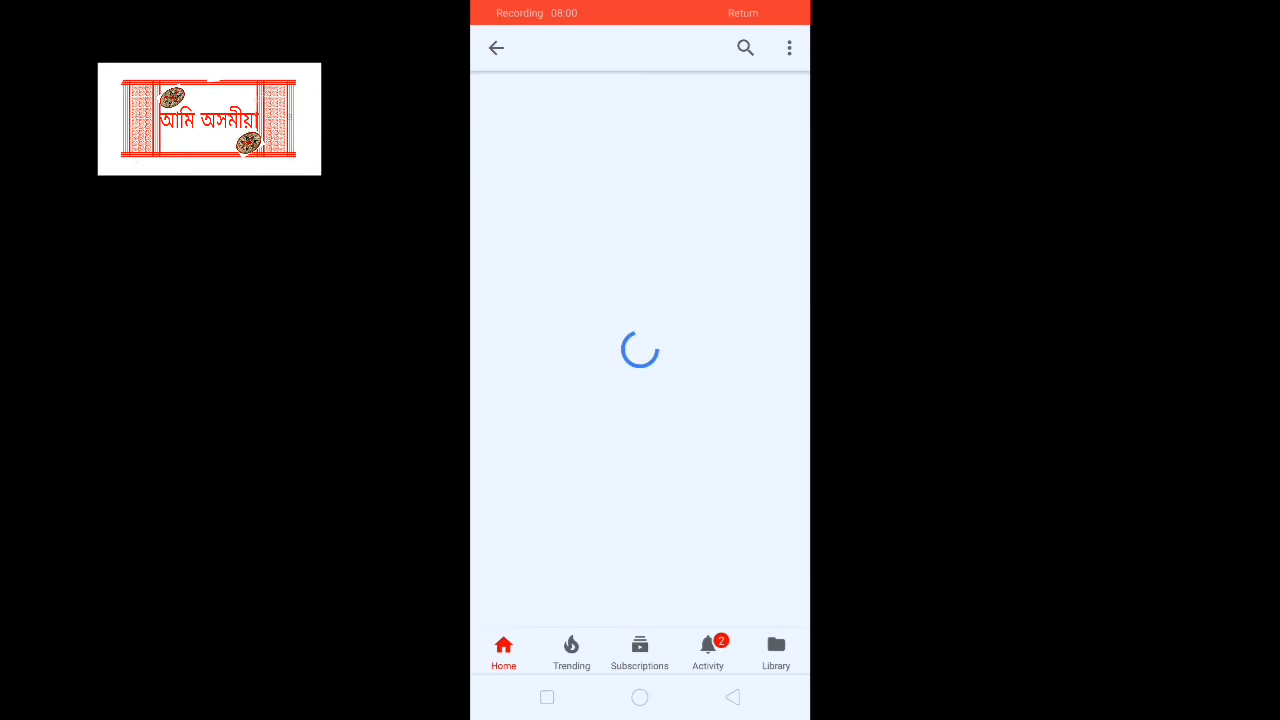 Recording 08:00 Return
আমি অসমীয়া
2
Home Trending Subscriptions Activity Library